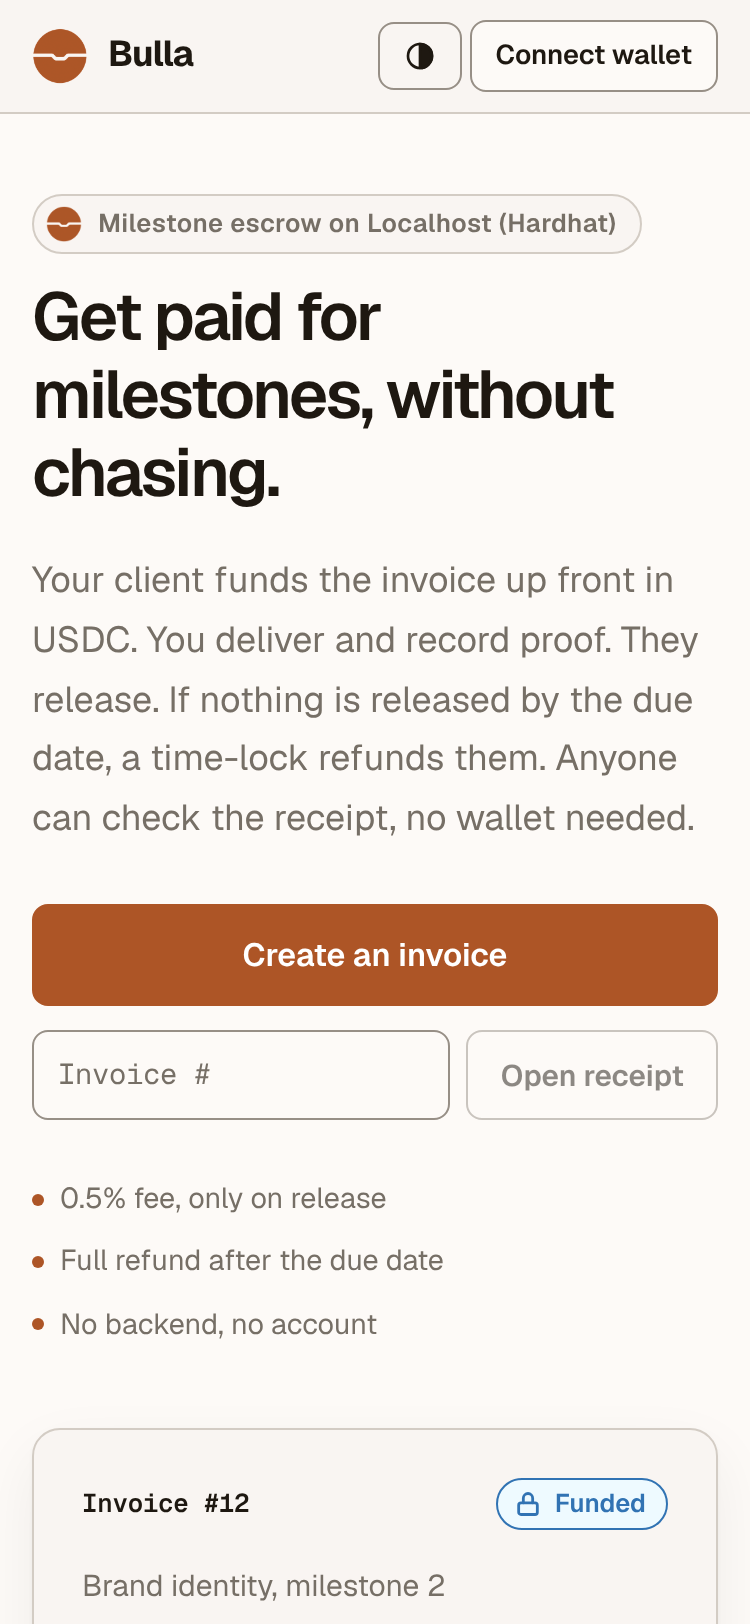 Bulla
Connect wallet
Milestone escrow on Localhost (Hardhat)
Get paid for
milestones, without
chasing.
Your client funds the invoice up front in
USDC. You deliver and record proof. They
release. If nothing is released by the due
date, a time-lock refunds them. Anyone
can check the receipt, no wallet needed.
Create an invoice
Invoice #
Open receipt
0.5% fee, only on release
Full refund after the due date
No backend, no account
Invoice #12
Funded
Brand identity, milestone 2